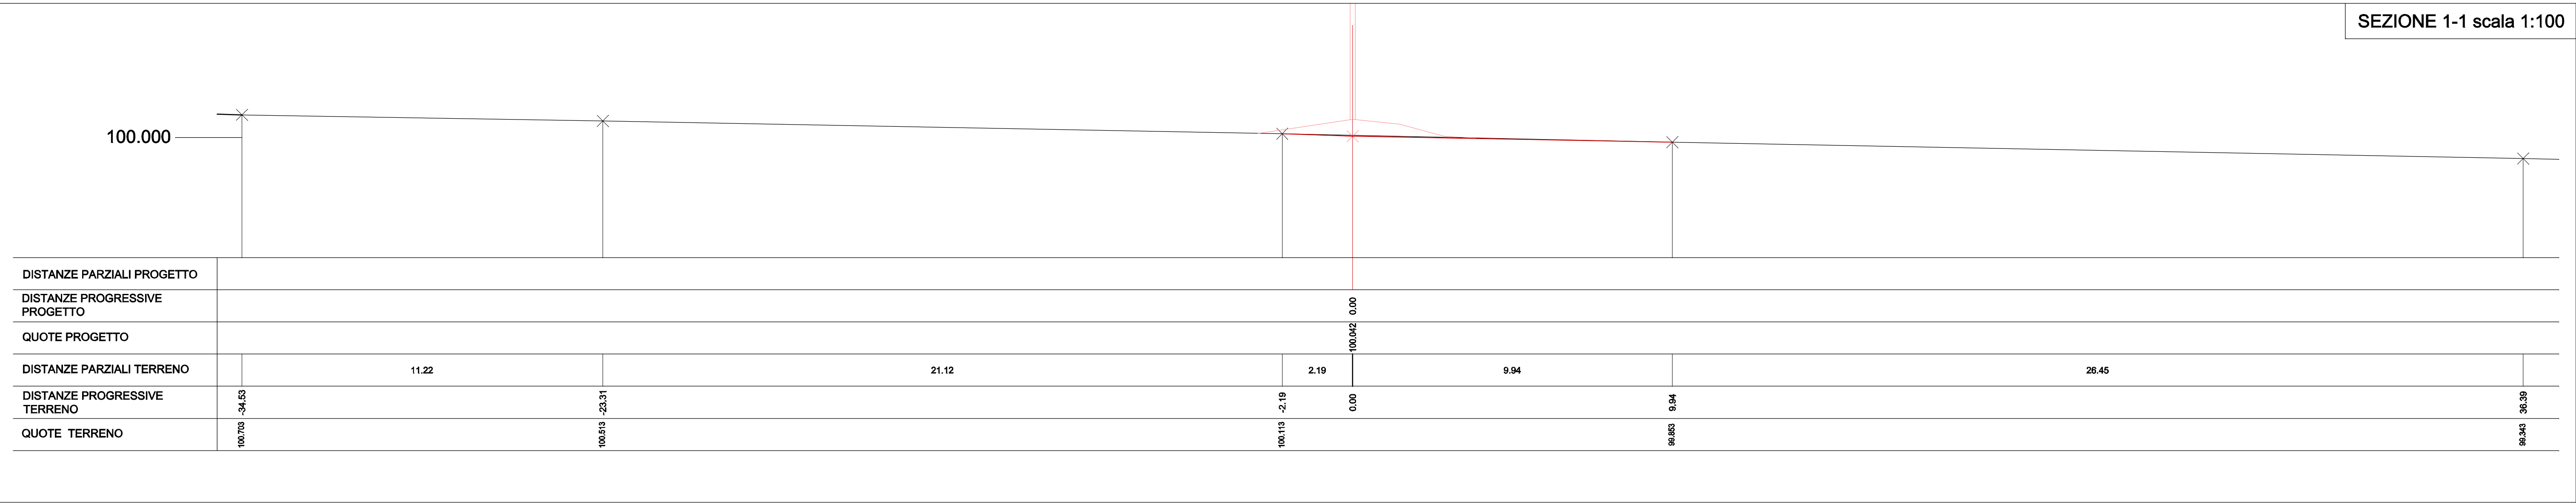 SEZIONE 1-1 scala 1:100
100.000
DISTANZE PARZIALI PROGETTO
DISTANZE PROGRESSIVE
PROGETTO
0.00
QUOTE PROGETTO
100.042
DISTANZE PARZIALI TERRENO
11.22
21.12
2.19
9.94
26.45
DISTANZE PROGRESSIVE
TERRENO
-34.53
-23.31
-2.19
0.00
9.94
36.39
QUOTE TERRENO
100.703
100.513
100.113
99.853
99.343